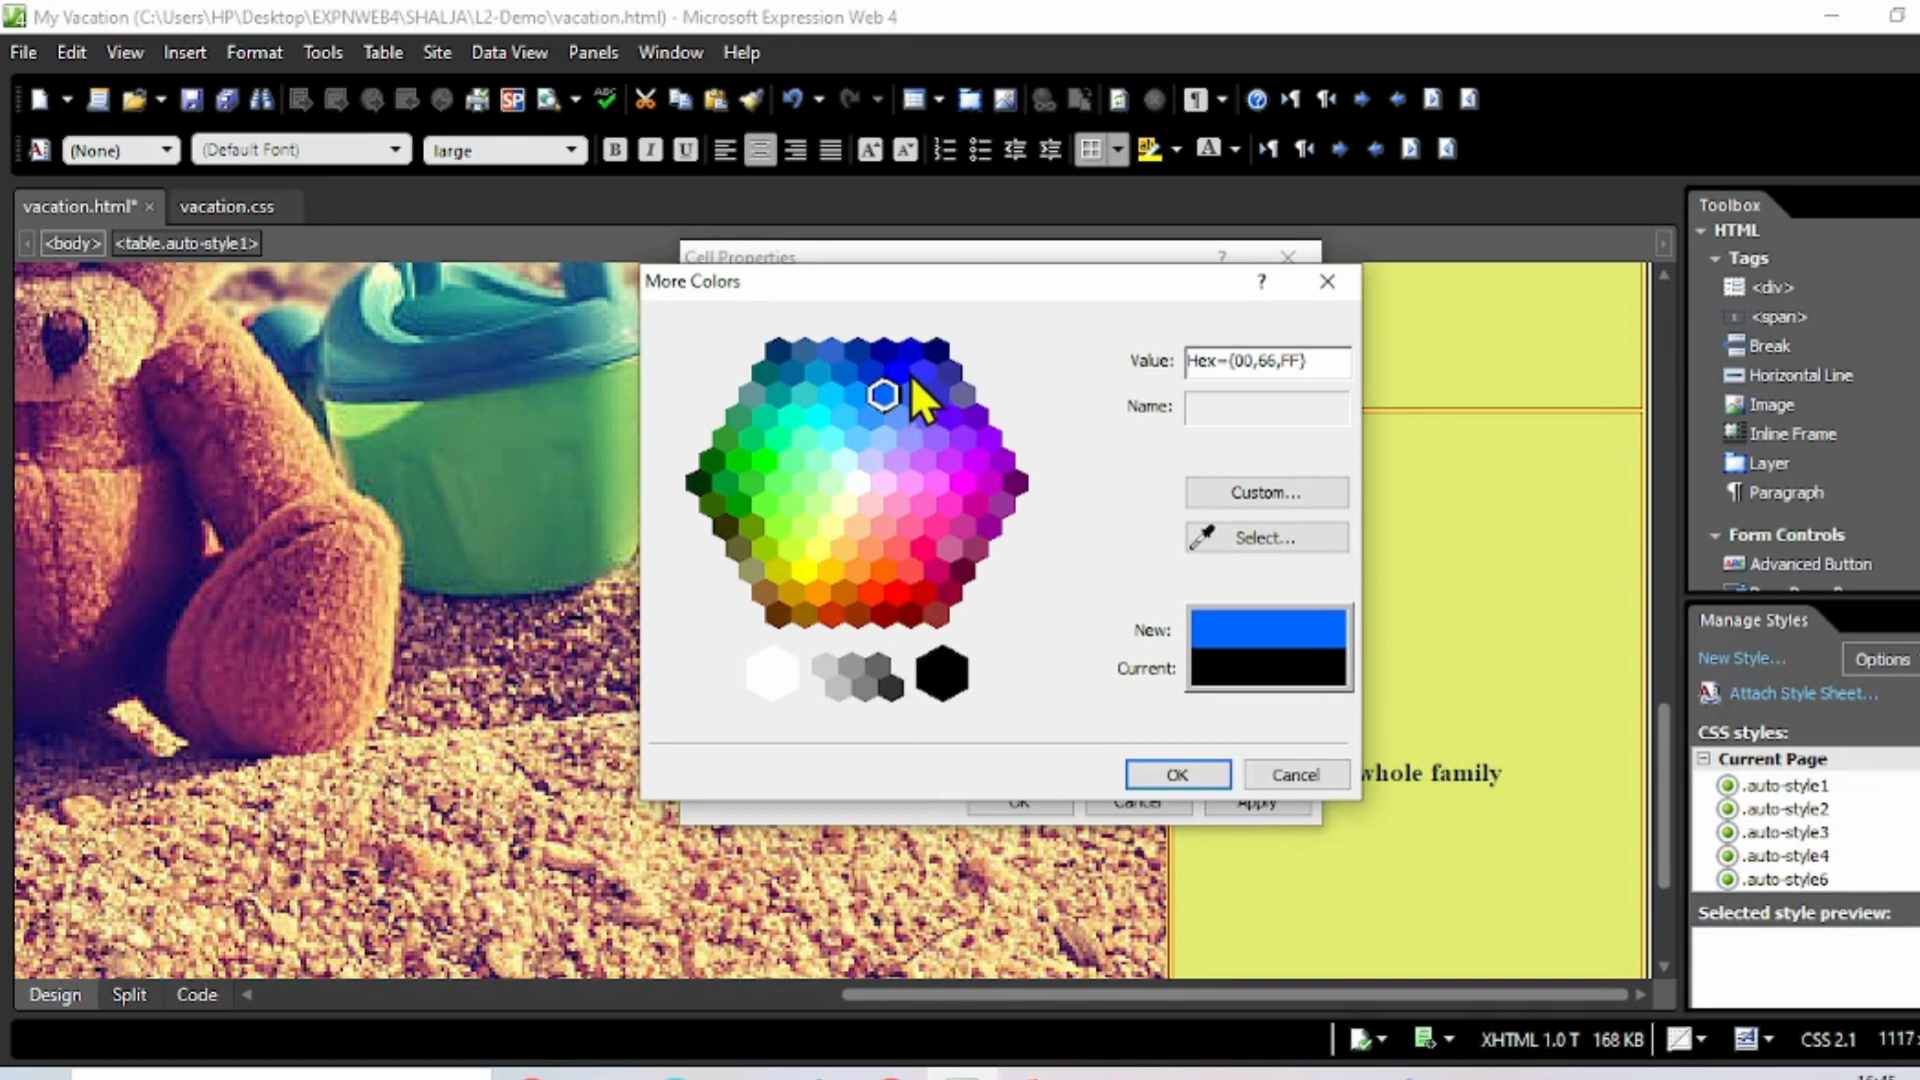 My Vacation (C:\Users\HP\Desktop\EXPNWEB4\SHALJA\L2-Demo\vacation.html) - Microsoft Expression Web 4
File Edit View Insert Format Tools Table Site Data View Panels Window Help
(None) (Default Font) large
vacation.html* × vacation.css
<body> <table.auto-style1>
Cell Properties ?
More Colors ?
Value: Hex={00,66,FF}
Name:
Custom...
Select...
New:
Current:
OK Cancel
OK Cancel Apply
whole family
Toolbox
HTML
Tags
<div>
<span>
Break
Horizontal Line
Image
Inline Frame
Layer
Paragraph
Form Controls
Advanced Button
Manage Styles
New Style... Options
Attach Style Sheet...
CSS styles:
Current Page
.auto-style1
.auto-style2
.auto-style3
.auto-style4
.auto-style6
Selected style preview:
Design Split Code
XHTML 1.0 T 168 KB CSS 2.1 1117